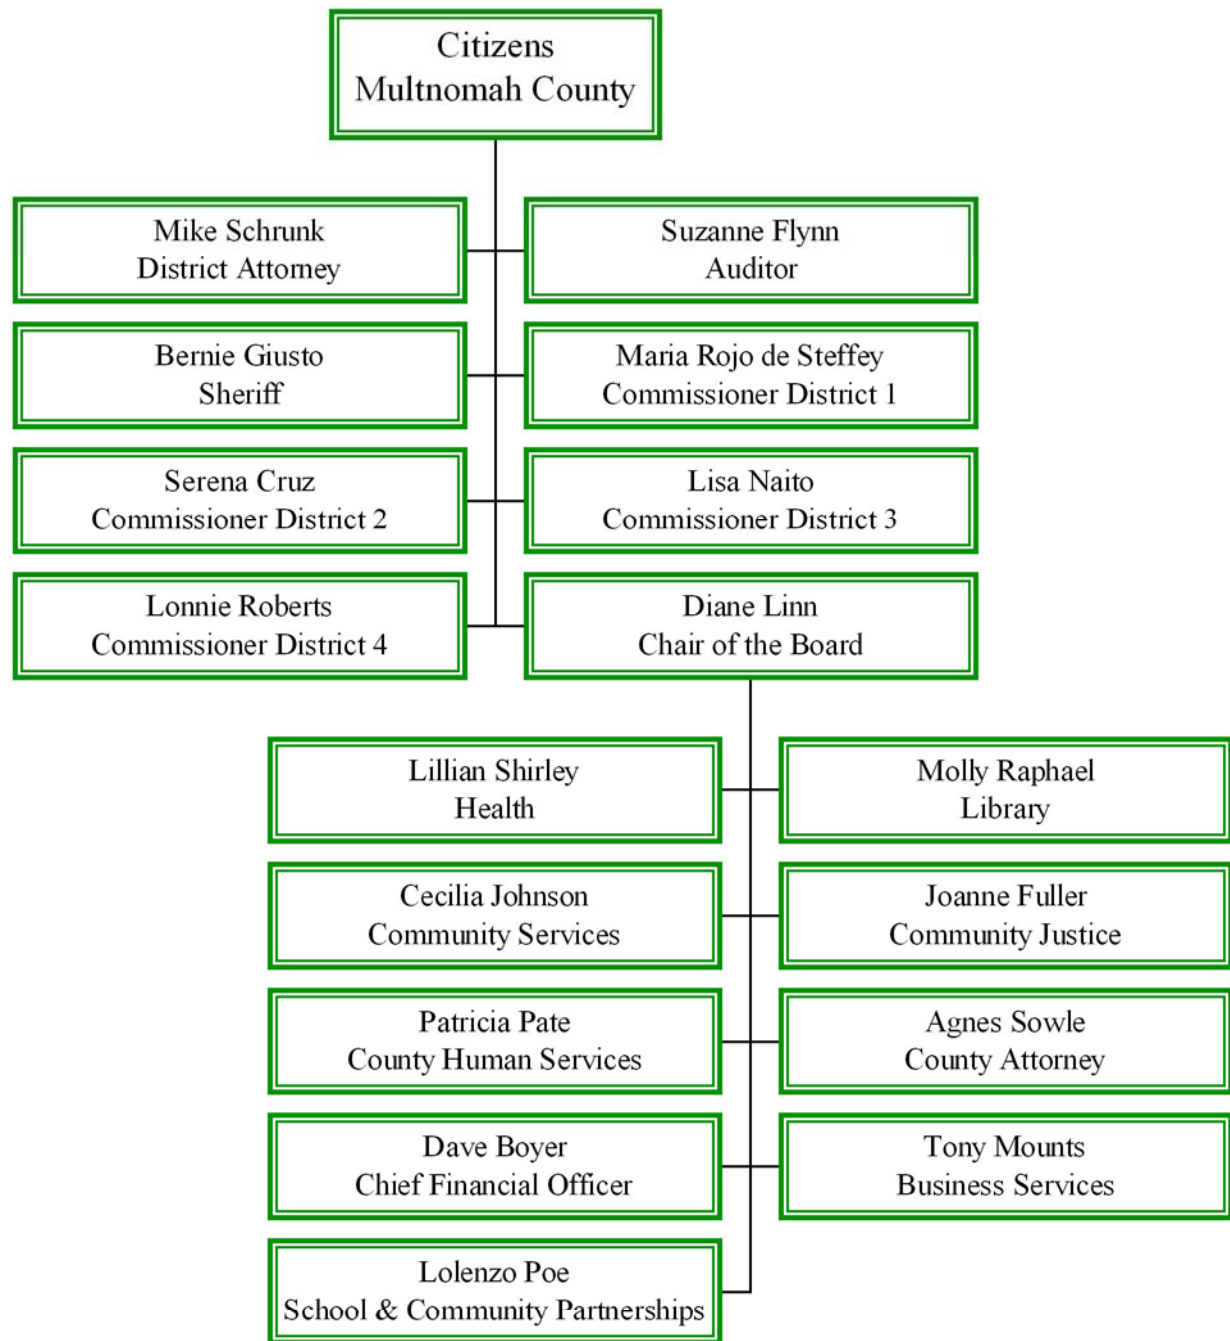 Citizens
Multnomah County
Mike Schrunk
District Attorney
Suzanne Flynn
Auditor
Bernie Giusto
Sheriff
Maria Rojo de Steffey
Commissioner District 1
Serena Cruz
Commissioner District 2
Lisa Naito
Commissioner District 3
Lonnie Roberts
Commissioner District 4
Diane Linn
Chair of the Board
Lillian Shirley
Health
Molly Raphael
Library
Cecilia Johnson
Community Services
Joanne Fuller
Community Justice
Patricia Pate
County Human Services
Agnes Sowle
County Attorney
Dave Boyer
Chief Financial Officer
Tony Mounts
Business Services
Lolenzo Poe
School & Community Partnerships